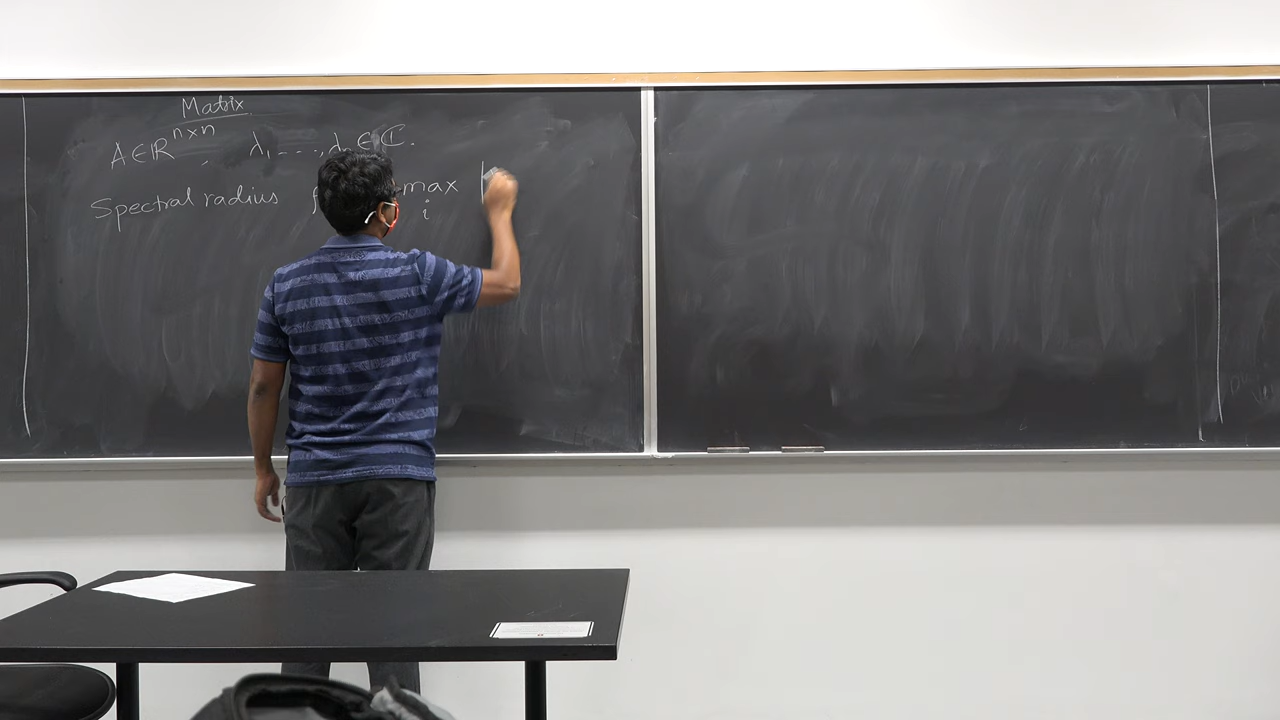 Matrix
A∈ℝ^{n×n}, λ₁, ..., λₙ ∈ ℂ.
Spectral radius max
i